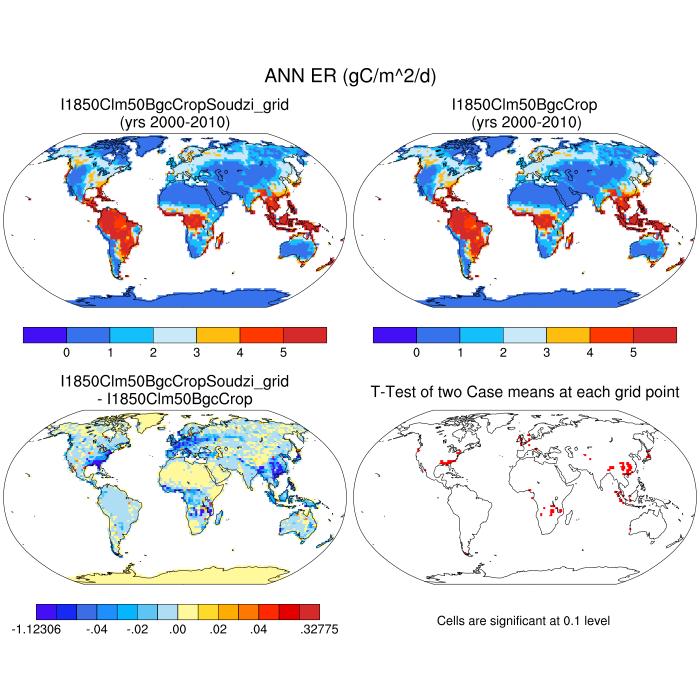 ANN ER (gC/m^2/d)
I1850Clm50BgcCropSoudzi_grid
(yrs 2000-2010)
I1850Clm50BgcCrop
(yrs 2000-2010)
0 1 2 3 4 5
0 1 2 3 4 5
I1850Clm50BgcCropSoudzi_grid
- I1850Clm50BgcCrop
T-Test of two Case means at each grid point
-1.12306 -.04 -.02 .00 .02 .04 .32775
Cells are significant at 0.1 level